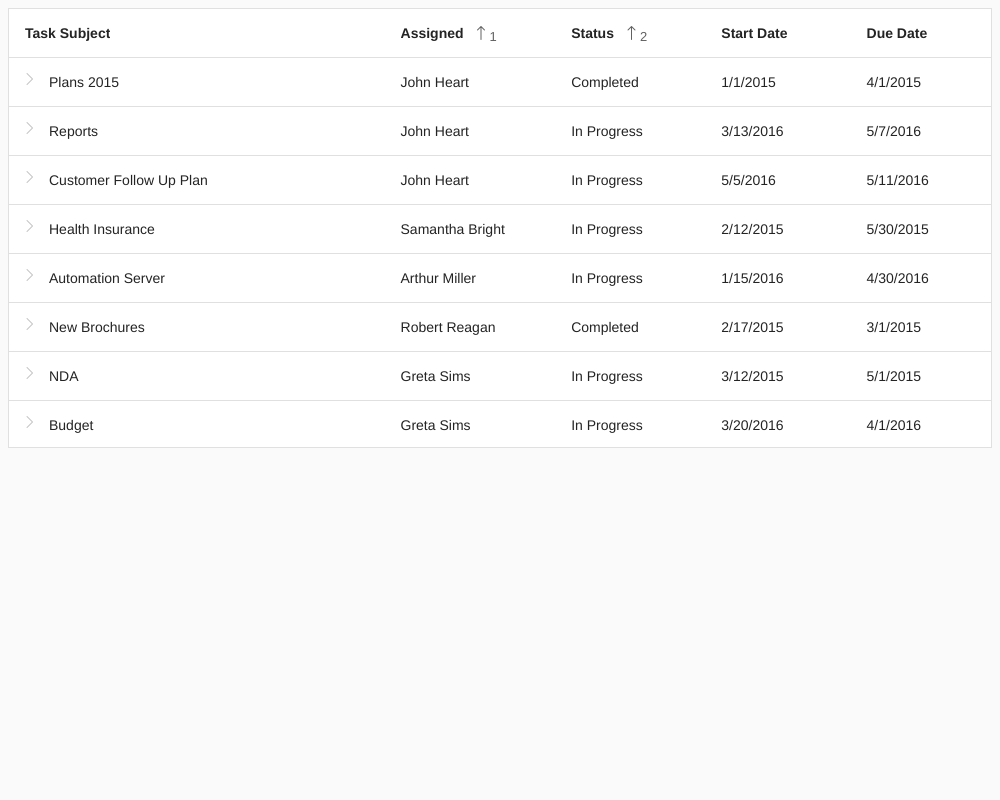 Task Subject Assigned 1 Status 2 Start Date Due Date
Plans 2015 John Heart Completed 1/1/2015 4/1/2015
Reports John Heart In Progress 3/13/2016 5/7/2016
Customer Follow Up Plan John Heart In Progress 5/5/2016 5/11/2016
Health Insurance Samantha Bright In Progress 2/12/2015 5/30/2015
Automation Server Arthur Miller In Progress 1/15/2016 4/30/2016
New Brochures Robert Reagan Completed 2/17/2015 3/1/2015
NDA Greta Sims In Progress 3/12/2015 5/1/2015
Budget Greta Sims In Progress 3/20/2016 4/1/2016